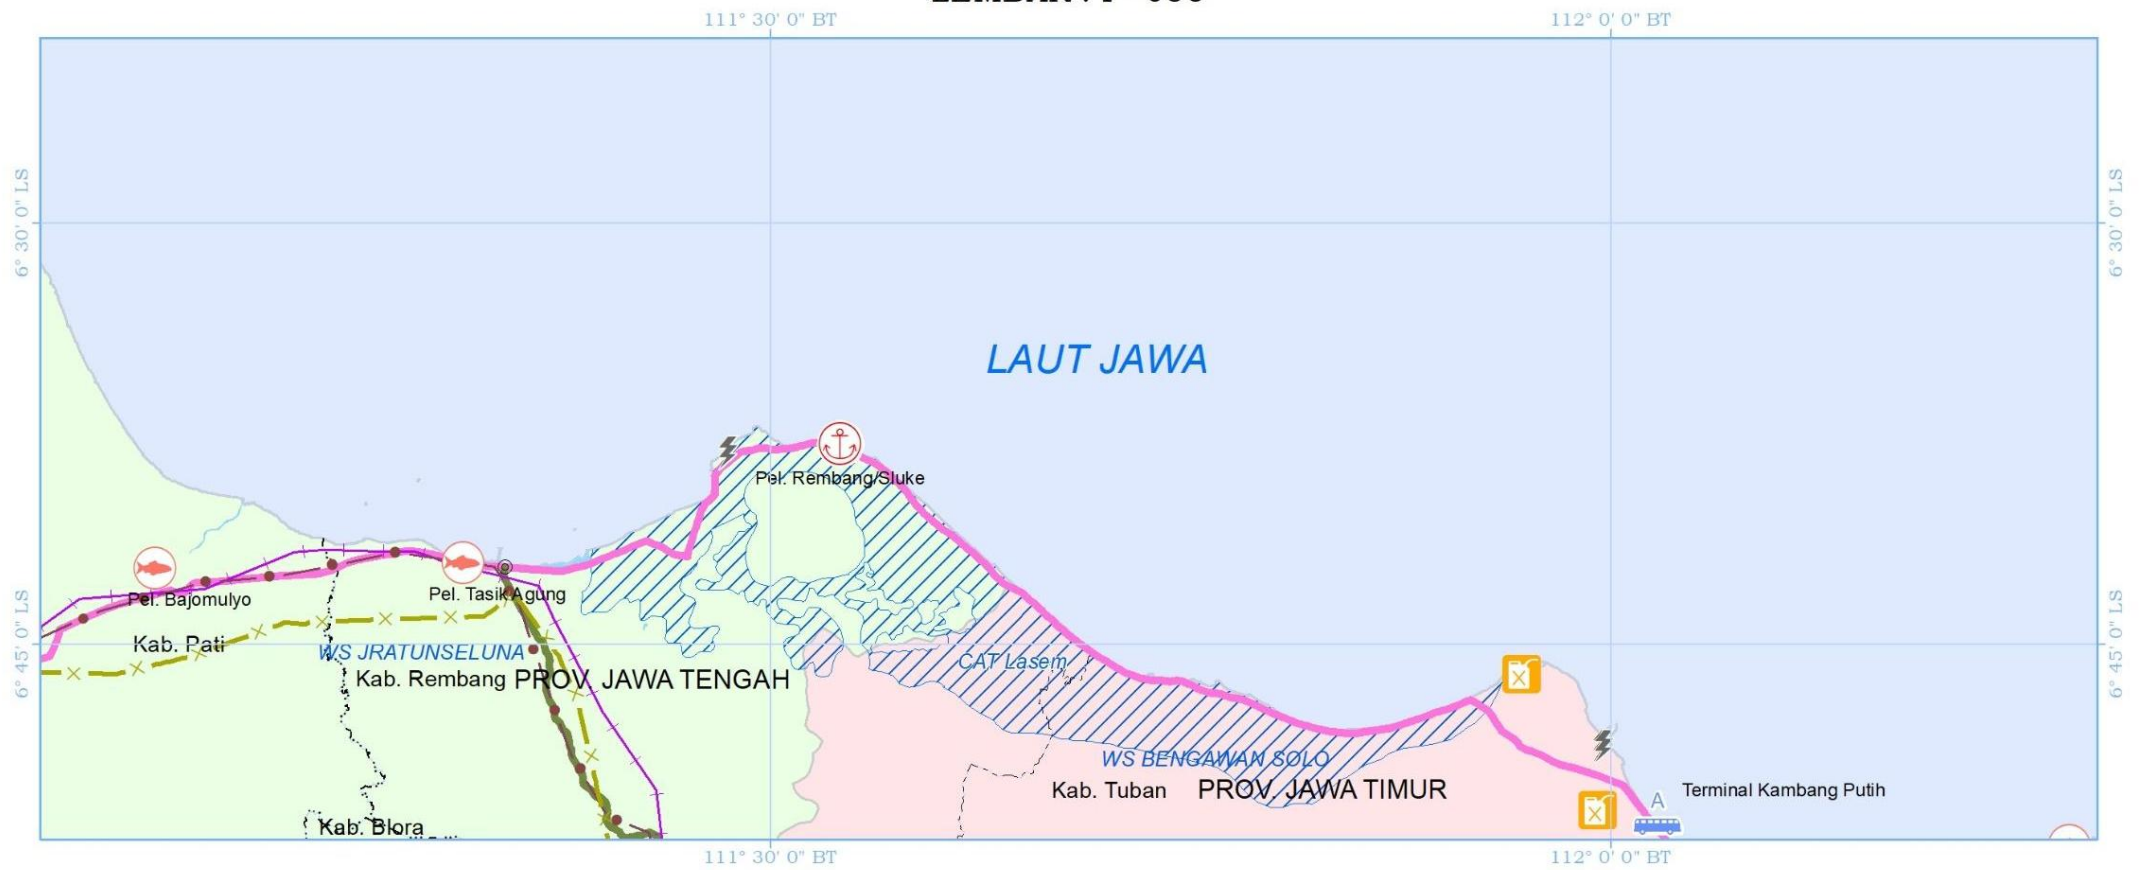 111° 30' 0" BT
112° 0' 0" BT
6° 30' 0" LS
6° 30' 0" LS
LAUT JAWA
Pel. Rembang/Sluke
Pel. Bajomulyo
Pel. Tasik Agung
6° 45' 0" LS
6° 45' 0" LS
Kab. Pati
WS JRATUNSELUNA
CAT Lasem
Kab. Rembang
PROV. JAWA TENGAH
WS BENGAWAN SOLO
Kab. Tuban
PROV. JAWA TIMUR
Terminal Kambang Putih
A
Kab. Blora
111° 30' 0" BT
112° 0' 0" BT